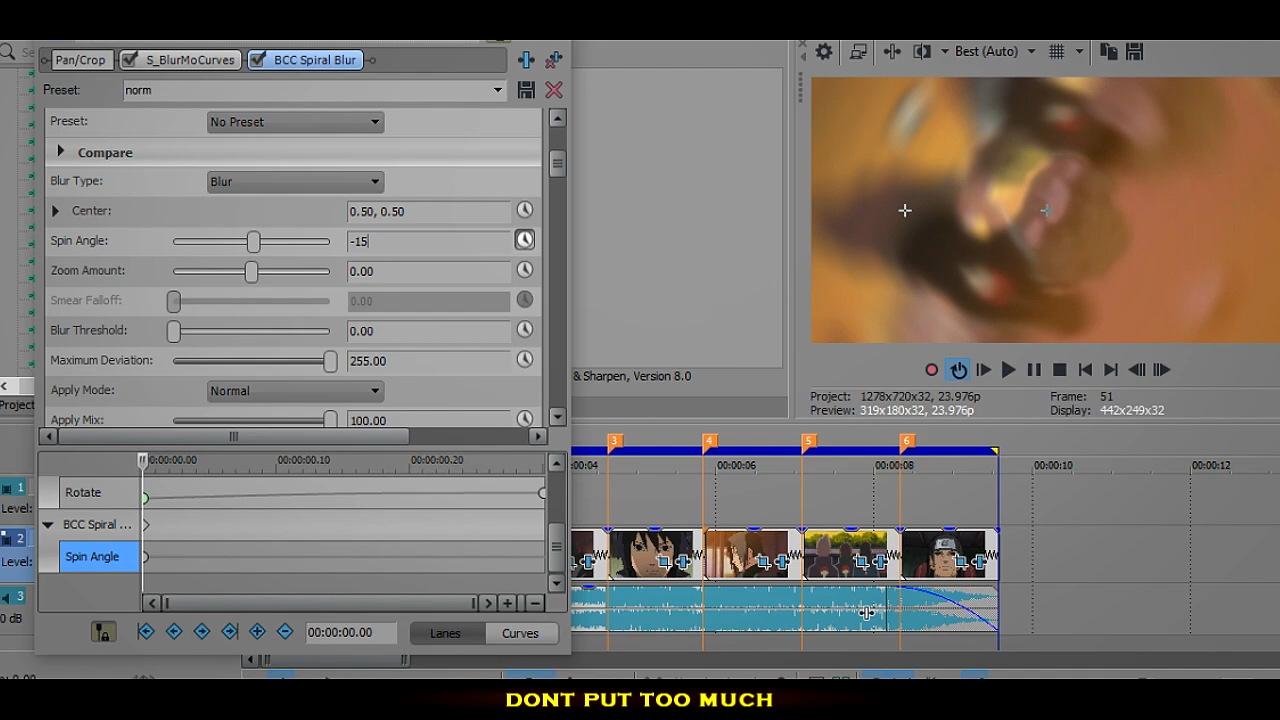 Pan/Crop S_BlurMoCurves BCC Spiral Blur
Preset: norm
Preset: No Preset
Compare
Blur Type: Blur
Center: 0.50, 0.50
Spin Angle: -15
Zoom Amount: 0.00
Smear Falloff: 0.00
Blur Threshold: 0.00
Maximum Deviation: 255.00
Apply Mode: Normal
Apply Mix: 100.00
00:00:00.00 00:00:00.10 00:00:00.20
Rotate
BCC Spiral ...
Spin Angle
00:00:00.00 Lanes Curves
Best (Auto)
& Sharpen, Version 8.0
Project: 1278x720x32, 23.976p Frame: 51
Preview: 319x180x32, 23.976p Display: 442x249x32
Project
3 4 5 6
:00:04 00:00:06 00:00:08 00:00:10 00:00:12
1
Level:
2
Level:
3
0 dB
DONT PUT TOO MUCH